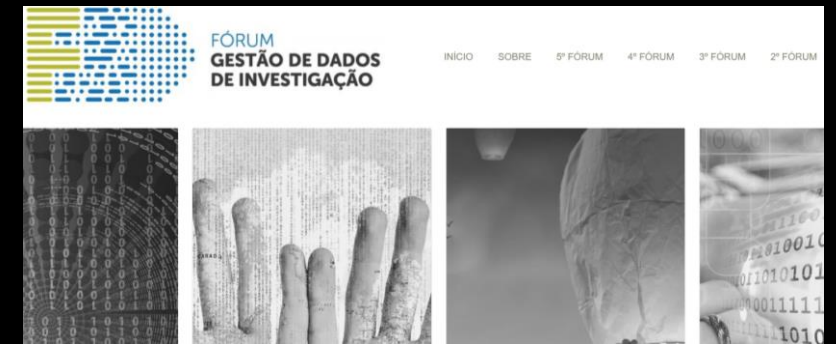 FÓRUM
GESTÃO DE DADOS
DE INVESTIGAÇÃO
INÍCIO SOBRE 5º FÓRUM 4º FÓRUM 3º FÓRUM 2º FÓRUM